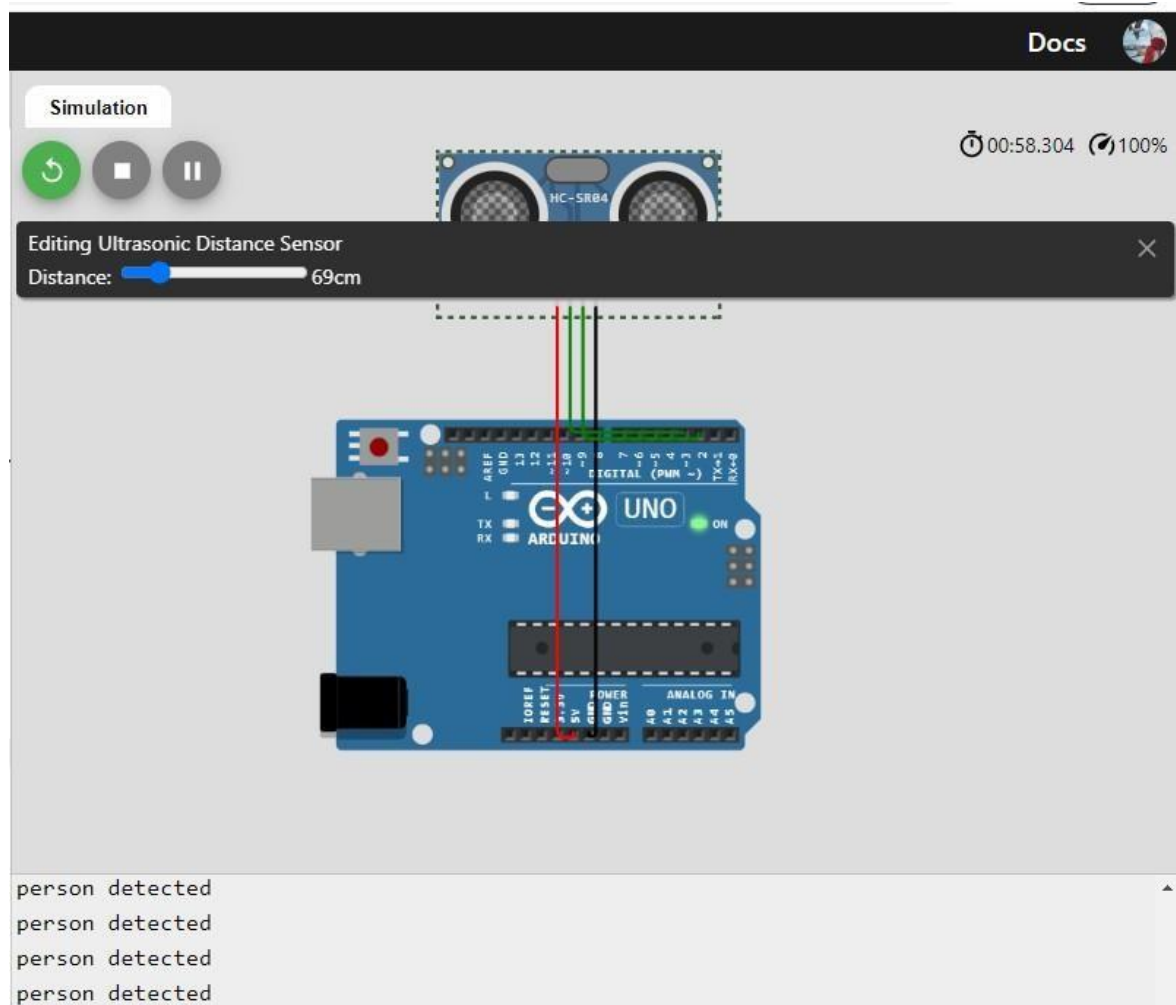 Docs
Simulation
00:58.304 100%
HC-SR04
Editing Ultrasonic Distance Sensor
Distance: 69cm
AREF
GND
13
12
~11
~10
~9
8
7
~6
~5
4
~3
2
TX→1
RX←0
DIGITAL (PWM ~)
L
TX
RX
ARDUINO
UNO
ON
IOREF
RESET
3.3V
5V
GND
GND
Vin
POWER
ANALOG IN
A0
A1
A2
A3
A4
A5
person detected
person detected
person detected
person detected